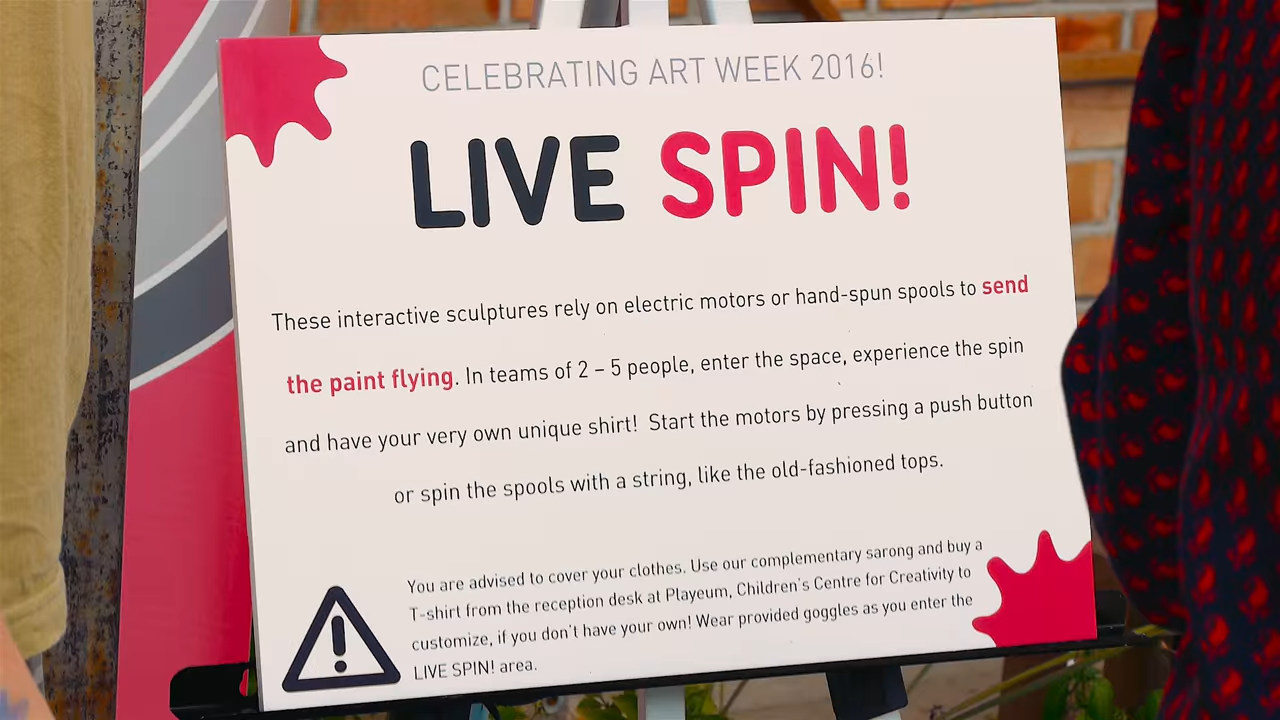 CELEBRATING ART WEEK 2016!
LIVE SPIN!
These interactive sculptures rely on electric motors or hand-spun spools to send
the paint flying. In teams of 2 – 5 people, enter the space, experience the spin
and have your very own unique shirt! Start the motors by pressing a push button
or spin the spools with a string, like the old-fashioned tops.
You are advised to cover your clothes. Use our complementary sarong and buy a
T-shirt from the reception desk at Playeum, Children's Centre for Creativity to
customize, if you don't have your own! Wear provided goggles as you enter the
LIVE SPIN! area.